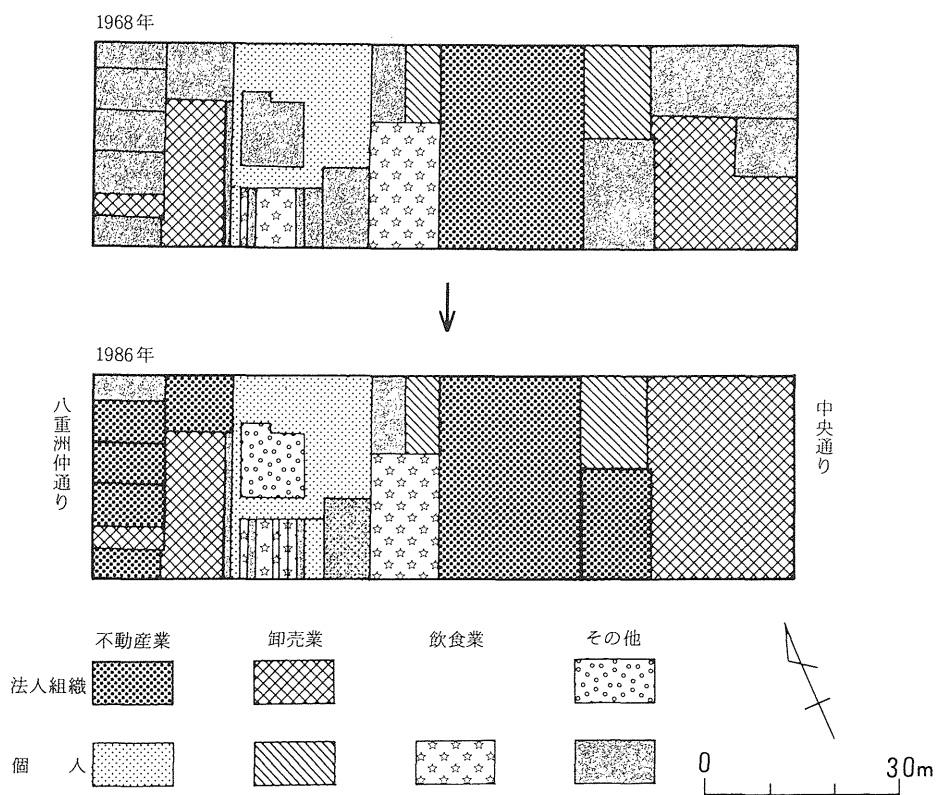 1968年
1986年
八重洲仲通り
中央通り
不動産業 卸売業 飲食業 その他
法人組織
個 人
0 30m